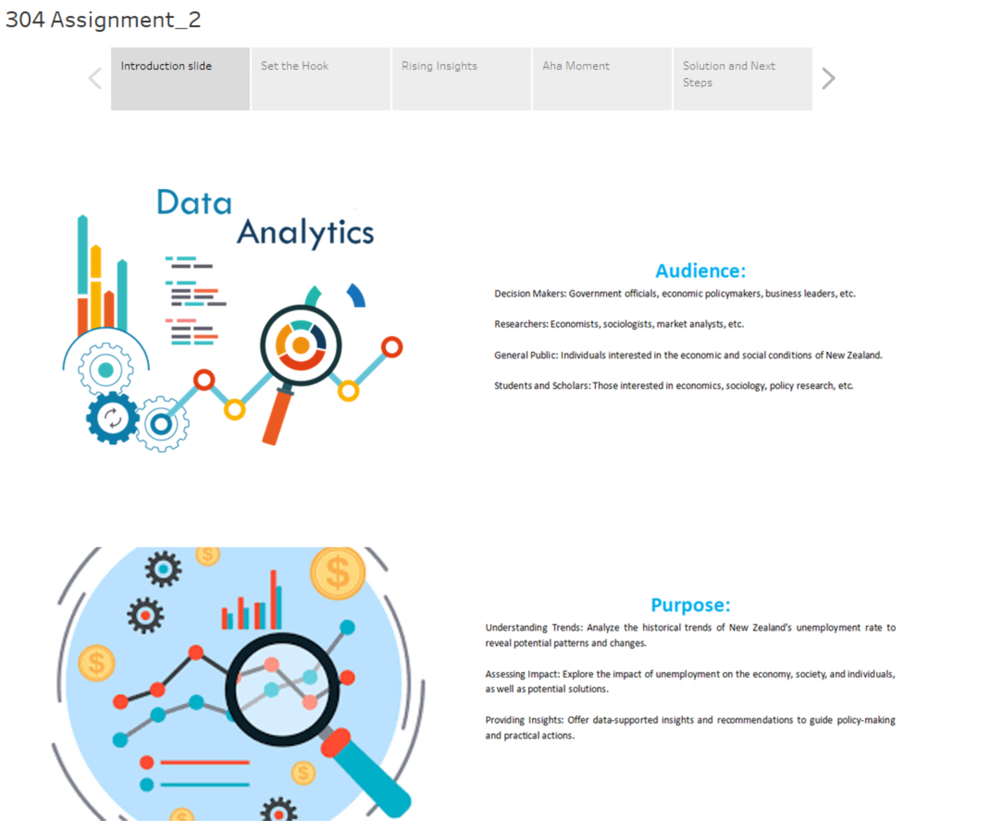 304 Assignment_2
Introduction slide
Set the Hook
Rising Insights
Aha Moment
Solution and Next
Steps
Data
Analytics
Audience:
Decision Makers: Government officials, economic policymakers, business leaders, etc.
Researchers: Economists, sociologists, market analysts, etc.
General Public: Individuals interested in the economic and social conditions of New Zealand.
Students and Scholars: Those interested in economics, sociology, policy research, etc.
$
$
$
Purpose:
Understanding Trends: Analyze the historical trends of New Zealand's unemployment rate to
reveal potential patterns and changes.
Assessing Impact: Explore the impact of unemployment on the economy, society, and individuals,
as well as potential solutions.
Providing Insights: Offer data-supported insights and recommendations to guide policy-making
and practical actions.
$
$